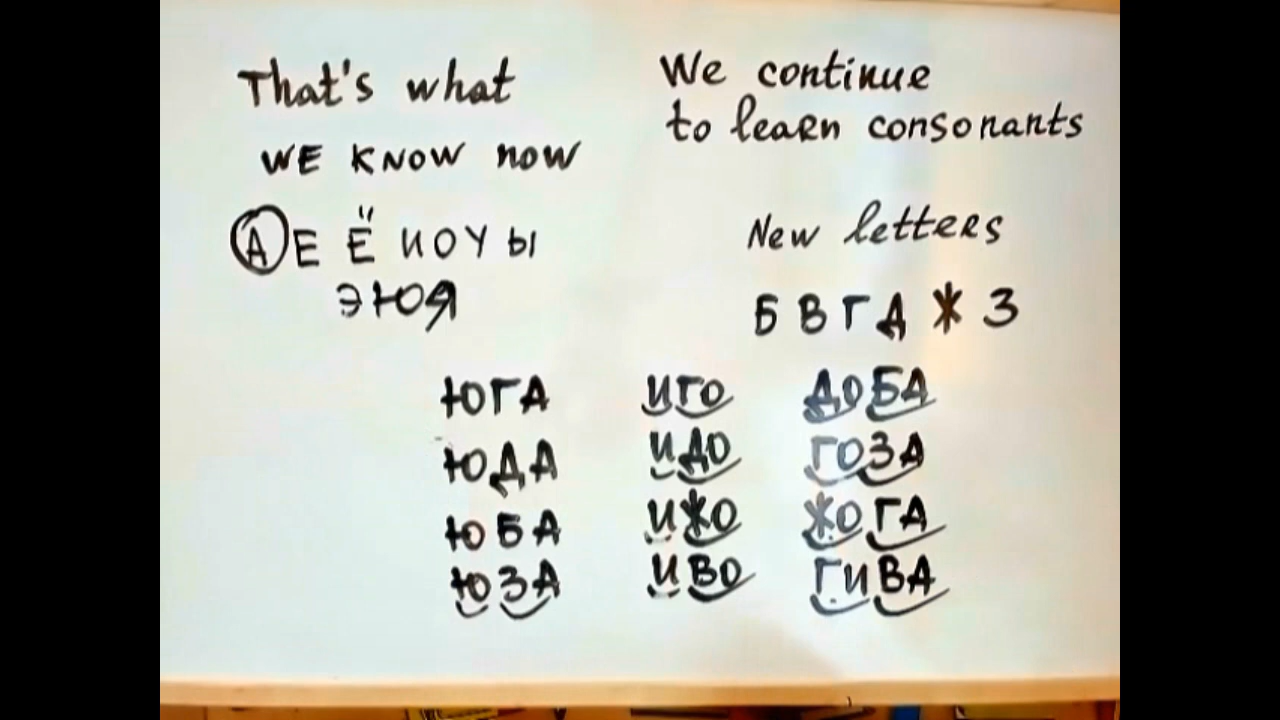 That's what
WE KNOW now
А Е Ё И О У Ы
Э Ю Я
We continue
to learn consonants
New letters
Б В Г Д Ж З
ЮГА ИГО ДОБА
ЮДА ИДО ГОЗА
ЮБА ИЖО ЖОГА
ЮЗА ИВО ГИВА